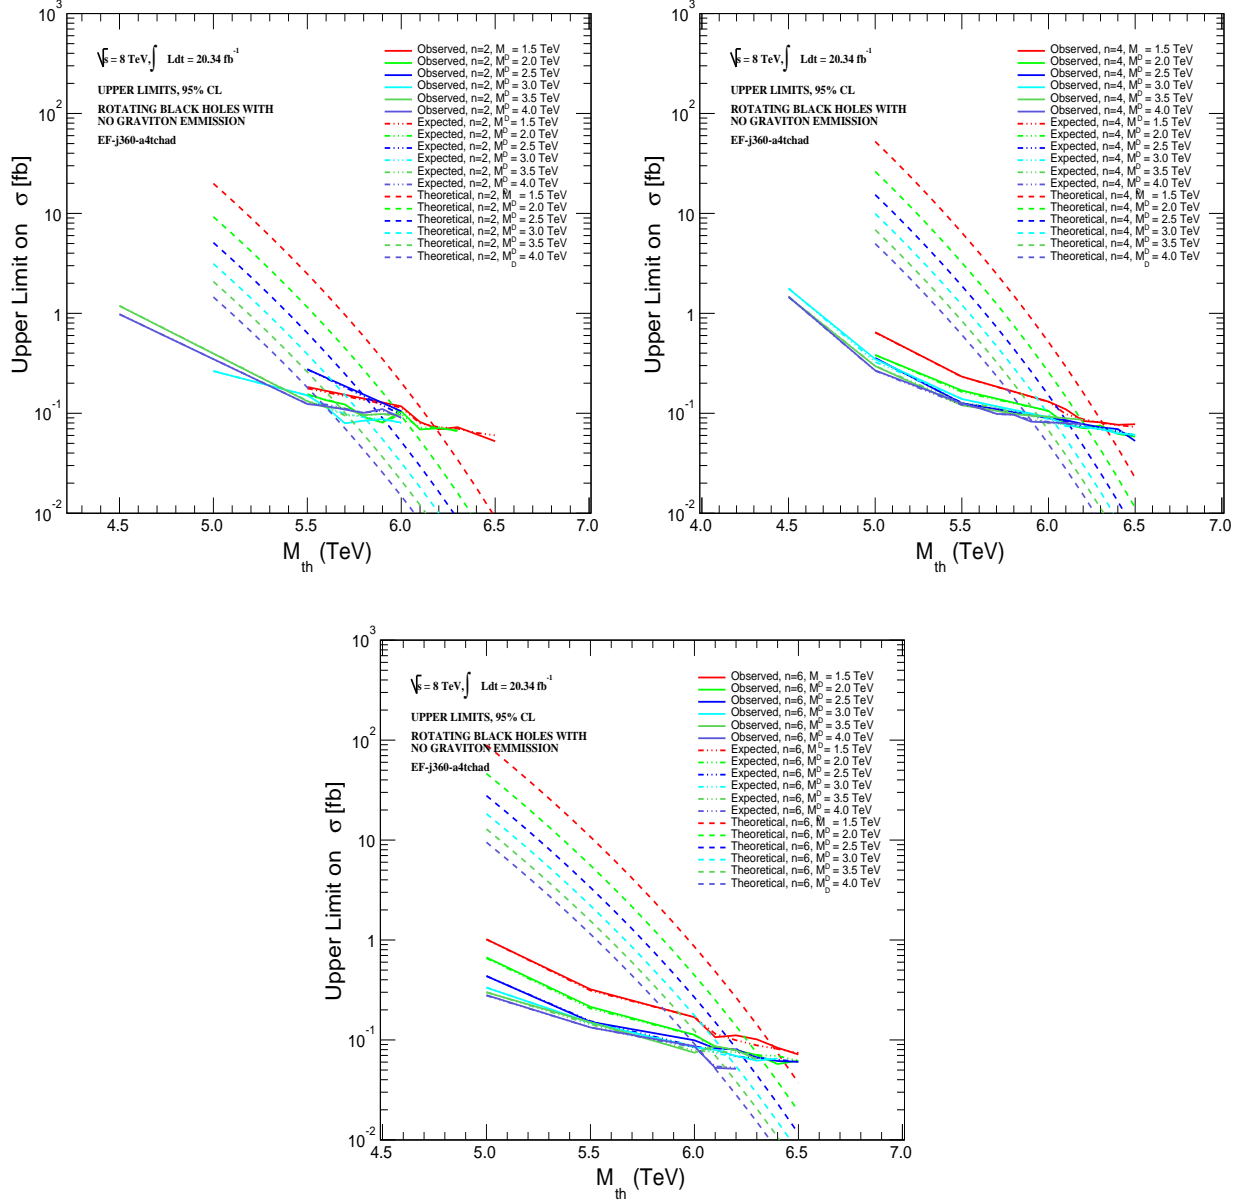 10³
10²
10
1
10⁻¹
10⁻²
Upper Limit on σ [fb]
√s = 8 TeV, ∫ Ldt = 20.34 fb⁻¹
UPPER LIMITS, 95% CL
ROTATING BLACK HOLES WITH
NO GRAVITON EMMISSION
EF-j360-a4tchad
Observed, n=2, M_D = 1.5 TeV
Observed, n=2, M_D = 2.0 TeV
Observed, n=2, M_D = 2.5 TeV
Observed, n=2, M_D = 3.0 TeV
Observed, n=2, M_D = 3.5 TeV
Observed, n=2, M_D = 4.0 TeV
Expected, n=2, M_D = 1.5 TeV
Expected, n=2, M_D = 2.0 TeV
Expected, n=2, M_D = 2.5 TeV
Expected, n=2, M_D = 3.0 TeV
Expected, n=2, M_D = 3.5 TeV
Expected, n=2, M_D = 4.0 TeV
Theoretical, n=2, M_D = 1.5 TeV
Theoretical, n=2, M_D = 2.0 TeV
Theoretical, n=2, M_D = 2.5 TeV
Theoretical, n=2, M_D = 3.0 TeV
Theoretical, n=2, M_D = 3.5 TeV
Theoretical, n=2, M_D = 4.0 TeV
4.5 5.0 5.5 6.0 6.5 7.0
M_th (TeV)
10³
10²
10
1
10⁻¹
10⁻²
Upper Limit on σ [fb]
√s = 8 TeV, ∫ Ldt = 20.34 fb⁻¹
UPPER LIMITS, 95% CL
ROTATING BLACK HOLES WITH
NO GRAVITON EMMISSION
EF-j360-a4tchad
Observed, n=4, M_D = 1.5 TeV
Observed, n=4, M_D = 2.0 TeV
Observed, n=4, M_D = 2.5 TeV
Observed, n=4, M_D = 3.0 TeV
Observed, n=4, M_D = 3.5 TeV
Observed, n=4, M_D = 4.0 TeV
Expected, n=4, M_D = 1.5 TeV
Expected, n=4, M_D = 2.0 TeV
Expected, n=4, M_D = 2.5 TeV
Expected, n=4, M_D = 3.0 TeV
Expected, n=4, M_D = 3.5 TeV
Expected, n=4, M_D = 4.0 TeV
Theoretical, n=4, M_D = 1.5 TeV
Theoretical, n=4, M_D = 2.0 TeV
Theoretical, n=4, M_D = 2.5 TeV
Theoretical, n=4, M_D = 3.0 TeV
Theoretical, n=4, M_D = 3.5 TeV
Theoretical, n=4, M_D = 4.0 TeV
4.0 4.5 5.0 5.5 6.0 6.5 7.0
M_th (TeV)
10³
10²
10
1
10⁻¹
10⁻²
Upper Limit on σ [fb]
√s = 8 TeV, ∫ Ldt = 20.34 fb⁻¹
UPPER LIMITS, 95% CL
ROTATING BLACK HOLES WITH
NO GRAVITON EMMISSION
EF-j360-a4tchad
Observed, n=6, M_D = 1.5 TeV
Observed, n=6, M_D = 2.0 TeV
Observed, n=6, M_D = 2.5 TeV
Observed, n=6, M_D = 3.0 TeV
Observed, n=6, M_D = 3.5 TeV
Observed, n=6, M_D = 4.0 TeV
Expected, n=6, M_D = 1.5 TeV
Expected, n=6, M_D = 2.0 TeV
Expected, n=6, M_D = 2.5 TeV
Expected, n=6, M_D = 3.0 TeV
Expected, n=6, M_D = 3.5 TeV
Expected, n=6, M_D = 4.0 TeV
Theoretical, n=6, M_D = 1.5 TeV
Theoretical, n=6, M_D = 2.0 TeV
Theoretical, n=6, M_D = 2.5 TeV
Theoretical, n=6, M_D = 3.0 TeV
Theoretical, n=6, M_D = 3.5 TeV
Theoretical, n=6, M_D = 4.0 TeV
4.5 5.0 5.5 6.0 6.5 7.0
M_th (TeV)